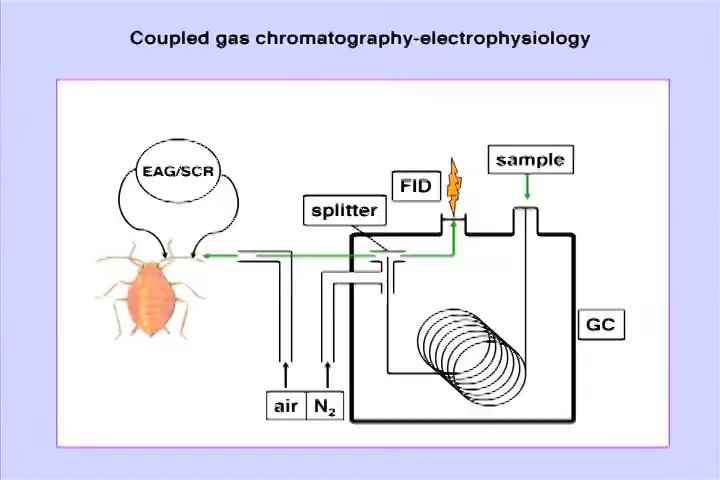 Coupled gas chromatography-electrophysiology
sample
EAG/SCR
FID
splitter
GC
air
N₂